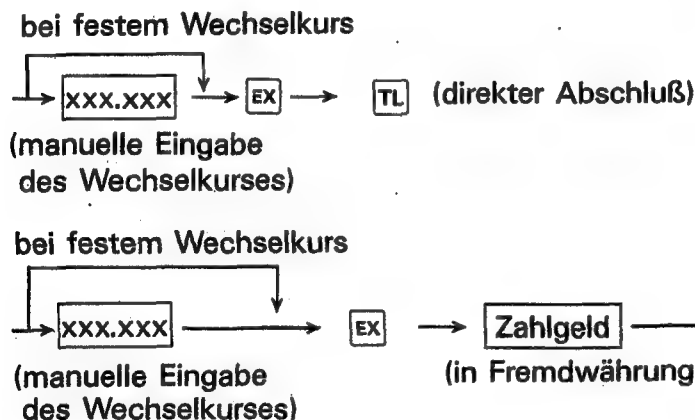 bei festem Wechselkurs
xxx.xxx EX TL (direkter Abschluß)
(manuelle Eingabe
des Wechselkurses)
bei festem Wechselkurs
xxx.xxx EX Zahlgeld
(manuelle Eingabe (in Fremdwährung
des Wechselkurses)